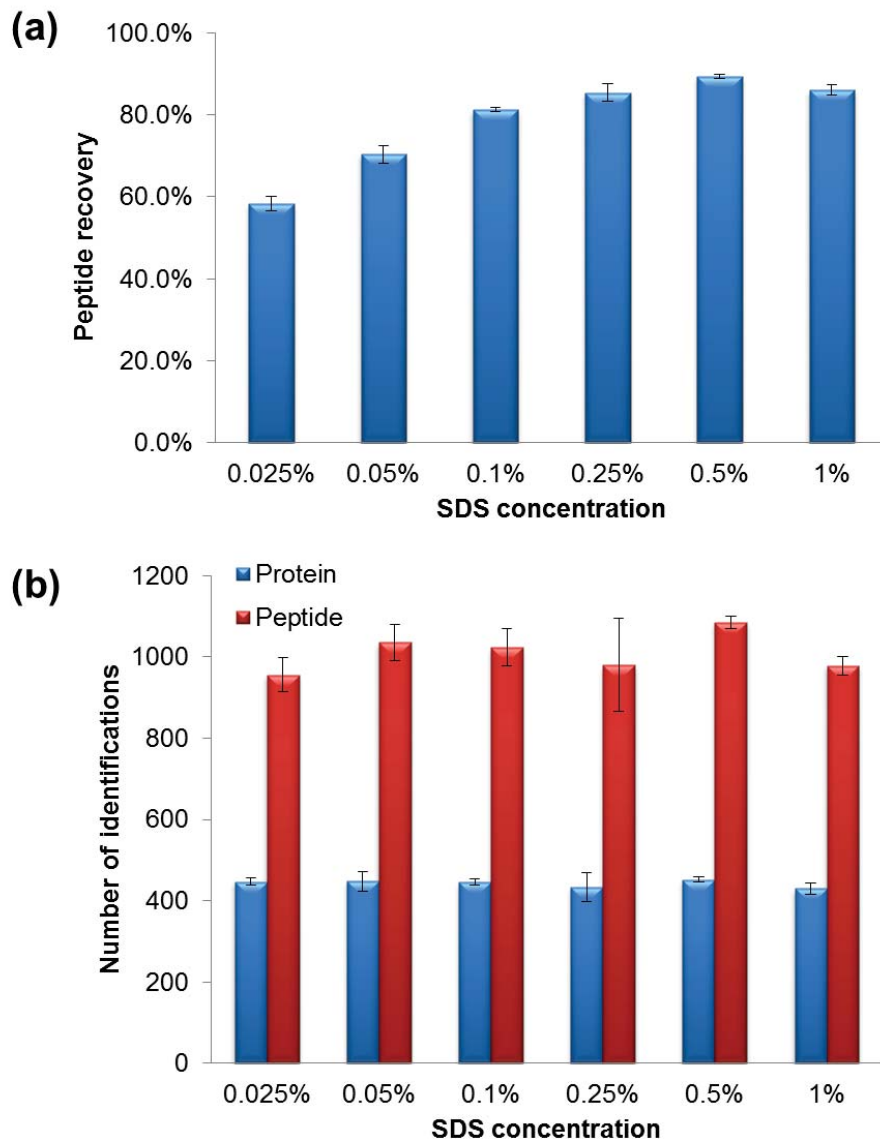 (a)
100.0%
80.0%
60.0%
40.0%
20.0%
0.0%
Peptide recovery
0.025% 0.05% 0.1% 0.25% 0.5% 1%
SDS concentration
(b)
Protein
Peptide
1200
1000
800
600
400
200
0
Number of identifications
0.025% 0.05% 0.1% 0.25% 0.5% 1%
SDS concentration